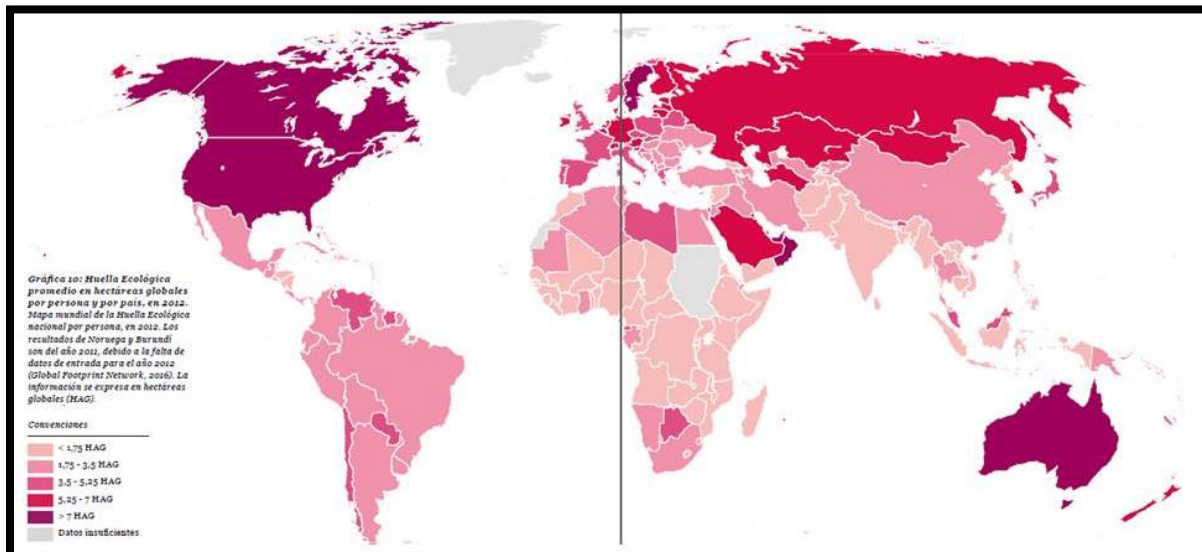 Gráfica 10: Huella Ecológica
promedio en hectáreas globales
por persona y por país, en 2012.
Mapa mundial de la Huella Ecológica
nacional por persona, en 2012. Los
resultados de Noruega y Burundi
son del año 2011, debido a la falta de
datos de entrada para el año 2012
(Global Footprint Network, 2016). La
información se expresa en hectáreas
globales (HAG).
Convenciones
< 1,75 HAG
1,75 - 3,5 HAG
3,5 - 5,25 HAG
5,25 - 7 HAG
> 7 HAG
Datos insuficientes